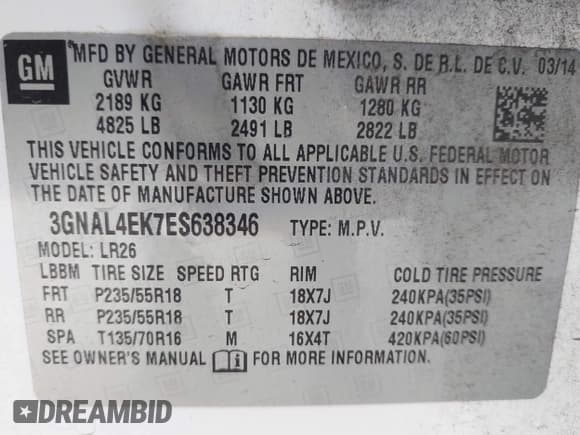 GM
MFD BY GENERAL MOTORS DE MEXICO, S. DE R.L. DE C.V. 03/14
GVWR GAWR FRT GAWR RR
2189 KG 1130 KG 1280 KG
4825 LB 2491 LB 2822 LB
THIS VEHICLE CONFORMS TO ALL APPLICABLE U.S. FEDERAL MOTOR
VEHICLE SAFETY AND THEFT PREVENTION STANDARDS IN EFFECT ON
THE DATE OF MANUFACTURE SHOWN ABOVE.
3GNAL4EK7ES638346 TYPE: M.P.V.
MODEL: LR26
LBBM TIRE SIZE SPEED RTG RIM COLD TIRE PRESSURE
FRT P235/55R18 T 18X7J 240KPA(35PSI)
RR P235/55R18 T 18X7J 240KPA(35PSI)
SPA T135/70R16 M 16X4T 420KPA(60PSI)
SEE OWNER'S MANUAL FOR MORE INFORMATION.
DREAMBID